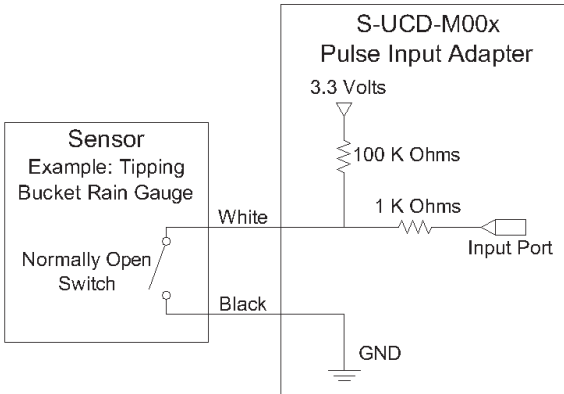 S-UCD-M00x
Pulse Input Adapter
3.3 Volts
100 K Ohms
1 K Ohms
Input Port
Sensor
Example: Tipping
Bucket Rain Gauge
White
Normally Open
Switch
Black
GND